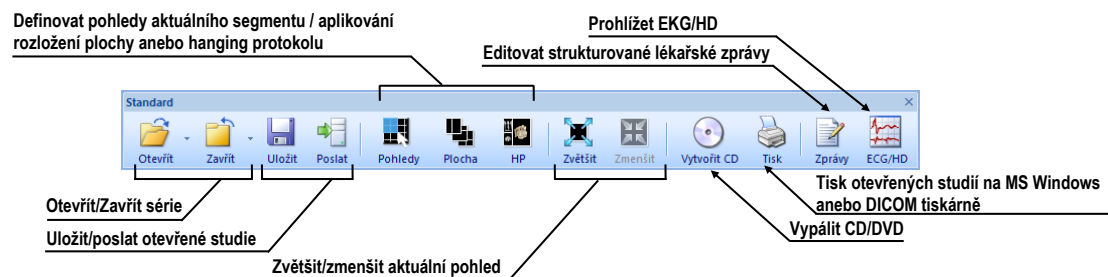 Definovat pohledy aktuálního segmentu / aplikování
rozložení plochy anebo hanging protokolu
Prohlížet EKG/HD
Editovat strukturované lékařské zprávy
Standard
Otevřít
Zavřít
Uložit
Poslat
Pohledy
Plocha
HP
Zvětšit
Zmenšit
Vytvořit CD
Tisk
Zprávy
ECG/HD
Otevřít/Zavřít série
Uložit/poslat otevřené studie
Zvětšit/zmenšit aktuální pohled
Vypálit CD/DVD
Tisk otevřených studií na MS Windows
anebo DICOM tiskárně